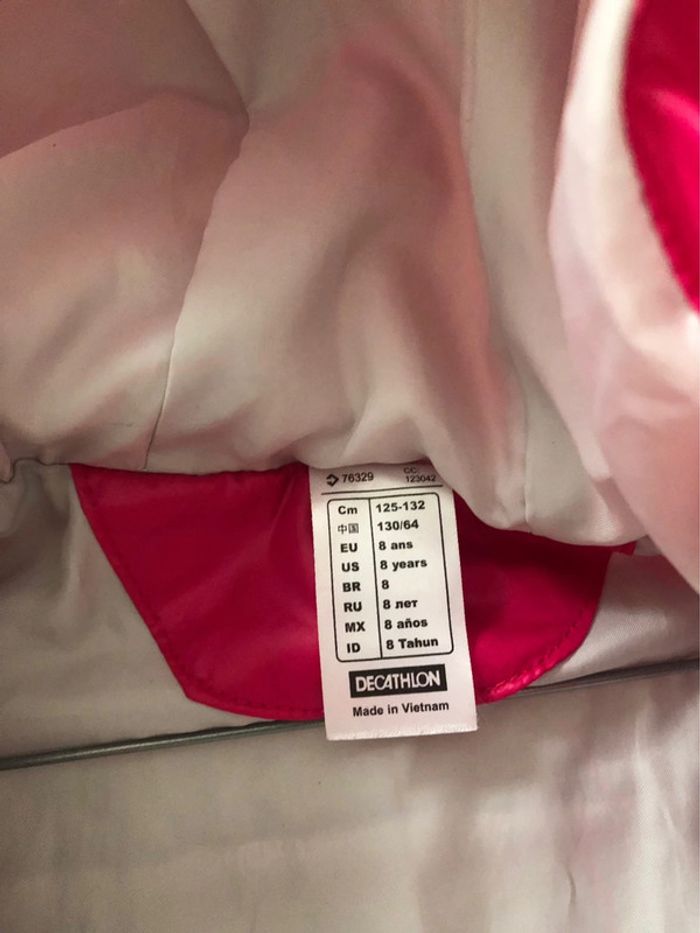 76329
CC:
123042
Cm 125-132
中国 130/64
EU 8 ans
US 8 years
BR 8
RU 8 лет
MX 8 años
ID 8 Tahun
DECATHLON
Made in Vietnam